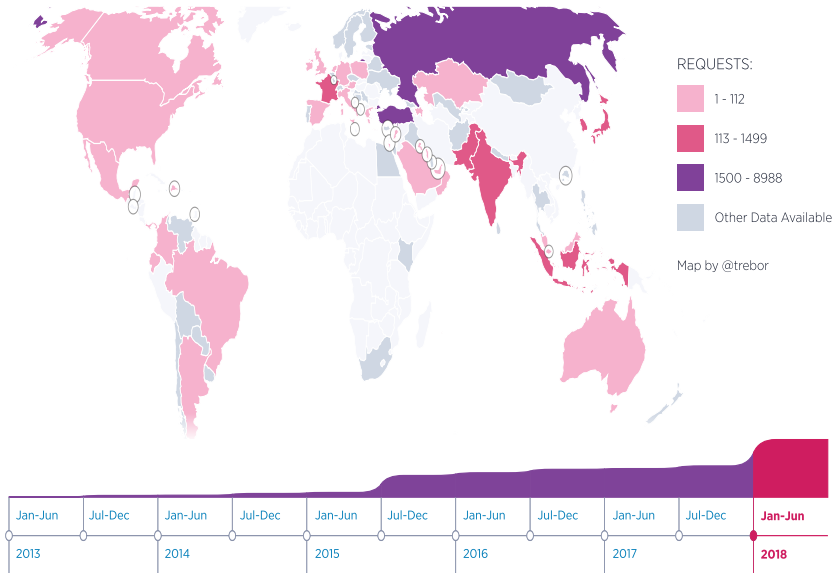 REQUESTS:
1 - 112
113 - 1499
1500 - 8988
Other Data Available
Map by @trebor
Jan-Jun
Jul-Dec
Jan-Jun
Jul-Dec
Jan-Jun
Jul-Dec
Jan-Jun
Jul-Dec
Jan-Jun
Jul-Dec
Jan-Jun
2013
2014
2015
2016
2017
2018